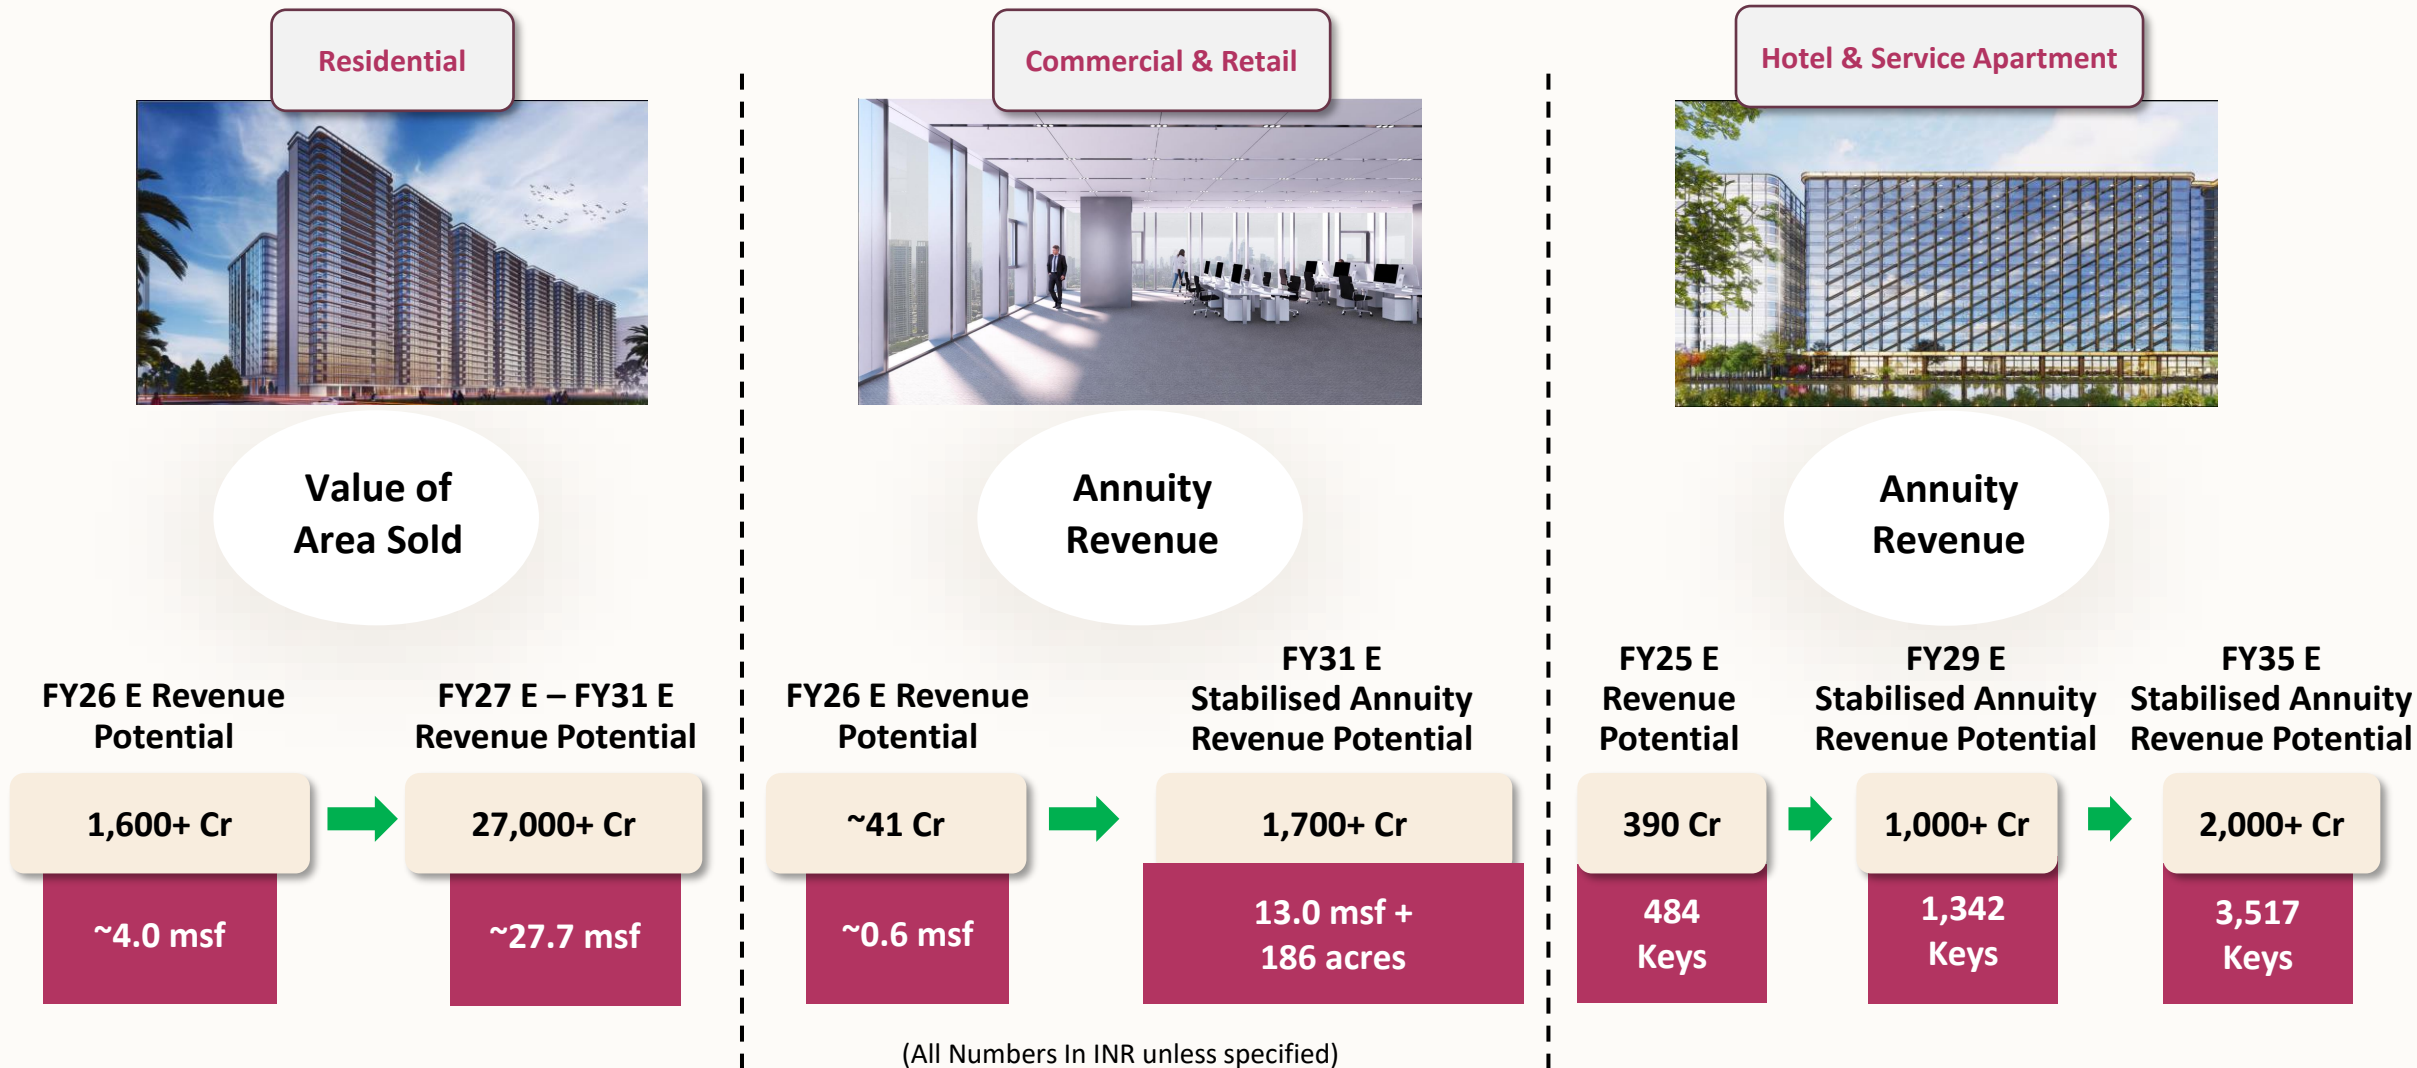 Residential
Value of
Area Sold
FY26 E Revenue
Potential
1,600+ Cr
~4.0 msf
FY27 E – FY31 E
Revenue Potential
27,000+ Cr
~27.7 msf
Commercial & Retail
Annuity
Revenue
FY26 E Revenue
Potential
~41 Cr
~0.6 msf
FY31 E
Stabilised Annuity
Revenue Potential
1,700+ Cr
13.0 msf +
186 acres
Hotel & Service Apartment
Annuity
Revenue
FY25 E
Revenue
Potential
390 Cr
484
Keys
FY29 E
Stabilised Annuity
Revenue Potential
1,000+ Cr
1,342
Keys
FY35 E
Stabilised Annuity
Revenue Potential
2,000+ Cr
3,517
Keys
(All Numbers In INR unless specified)